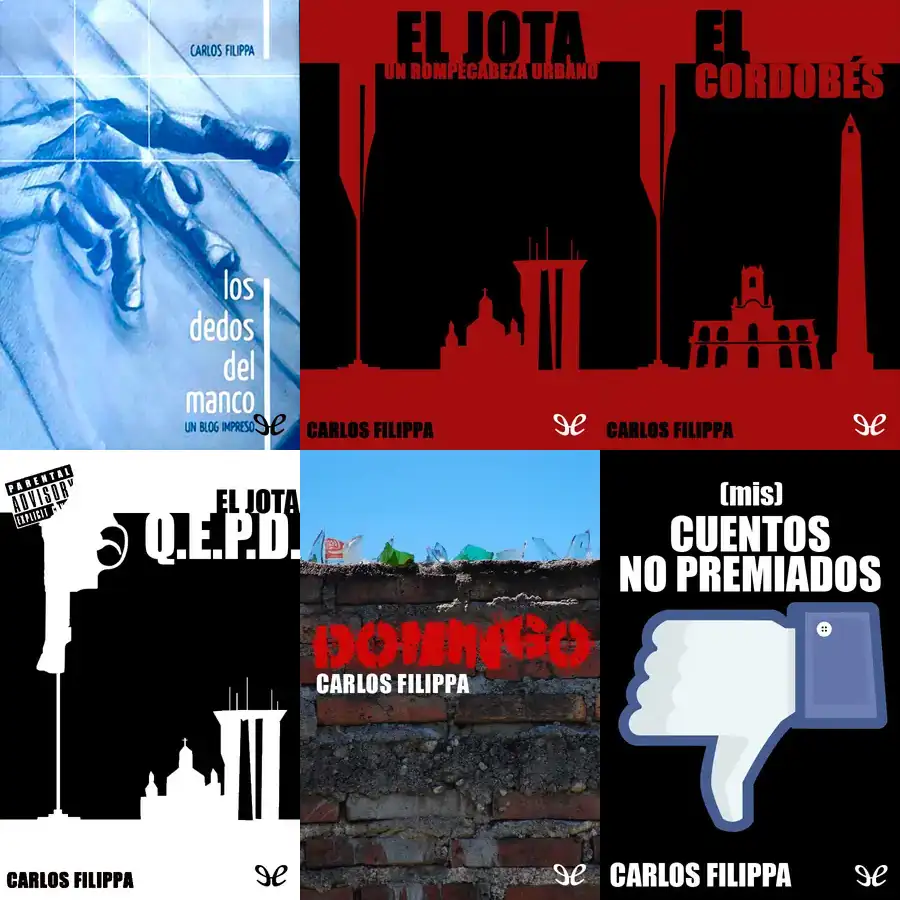 CARLOS FILIPPA
los
dedos
del
manco
UN BLOG IMPRESO
EL JOTA
UN ROMPECABEZA URBANO
CARLOS FILIPPA
EL
CORDOBÉS
CARLOS FILIPPA
PARENTAL
ADVISORY
EXPLICIT
EL JOTA
Q.E.P.D.
CARLOS FILIPPA
DOMINGO
CARLOS FILIPPA
(mis)
CUENTOS
NO PREMIADOS
CARLOS FILIPPA